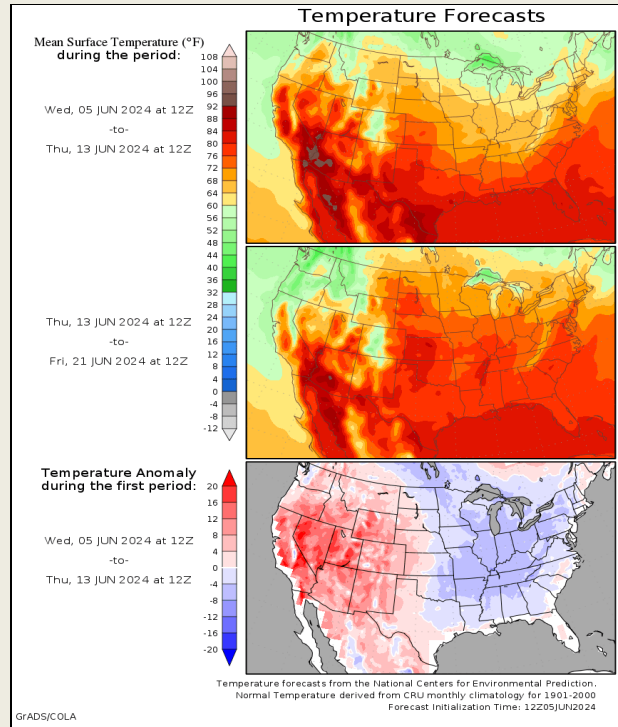 Temperature Forecasts
Mean Surface Temperature (°F)
during the period:
108
104
100
96
92
88
84
80
76
72
68
64
60
56
52
48
44
40
36
32
28
24
20
16
12
8
4
0
-4
-8
-12
Wed, 05 JUN 2024 at 12Z
-to-
Thu, 13 JUN 2024 at 12Z
Thu, 13 JUN 2024 at 12Z
-to-
Fri, 21 JUN 2024 at 12Z
Temperature Anomaly
during the first period:
20
16
12
8
4
0
-4
-8
-12
-16
-20
Wed, 05 JUN 2024 at 12Z
-to-
Thu, 13 JUN 2024 at 12Z
Temperature forecasts from the National Centers for Environmental Prediction.
Normal Temperature derived from CRU monthly climatology for 1901-2000
Forecast Initialization Time: 12Z05JUN2024
GrADS/COLA